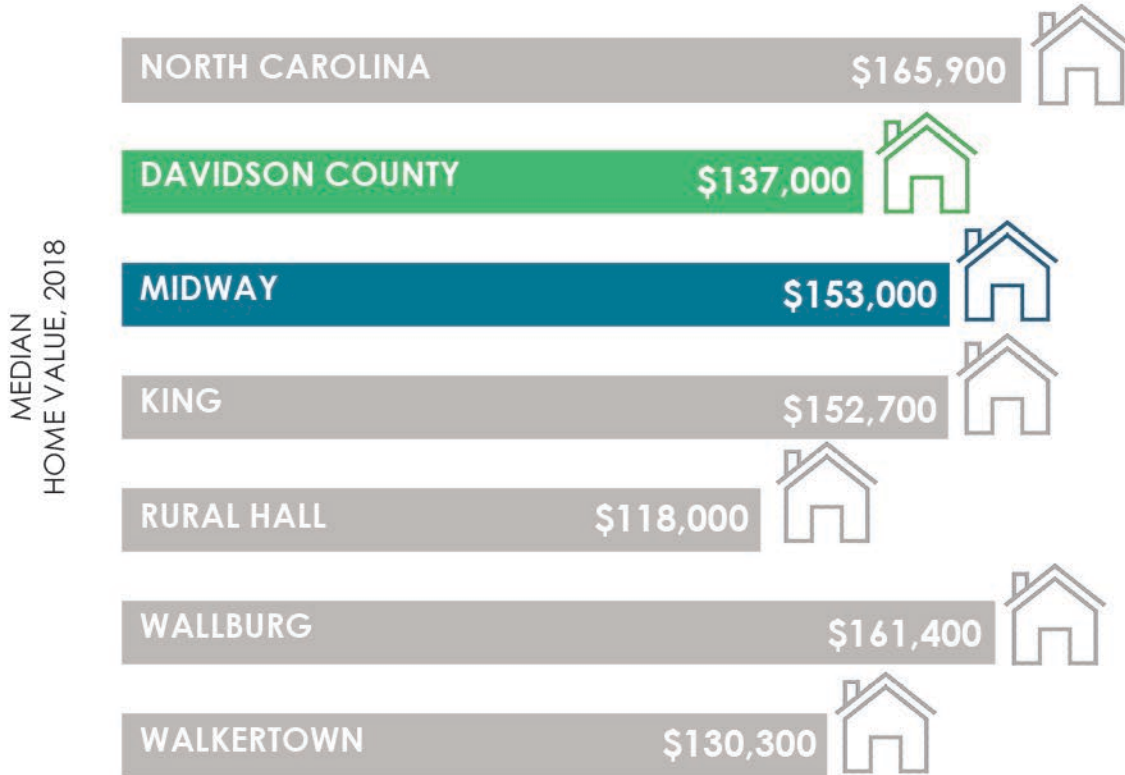 MEDIAN
HOME VALUE, 2018
NORTH CAROLINA $165,900
DAVIDSON COUNTY $137,000
MIDWAY $153,000
KING $152,700
RURAL HALL $118,000
WALLBURG $161,400
WALKERTOWN $130,300